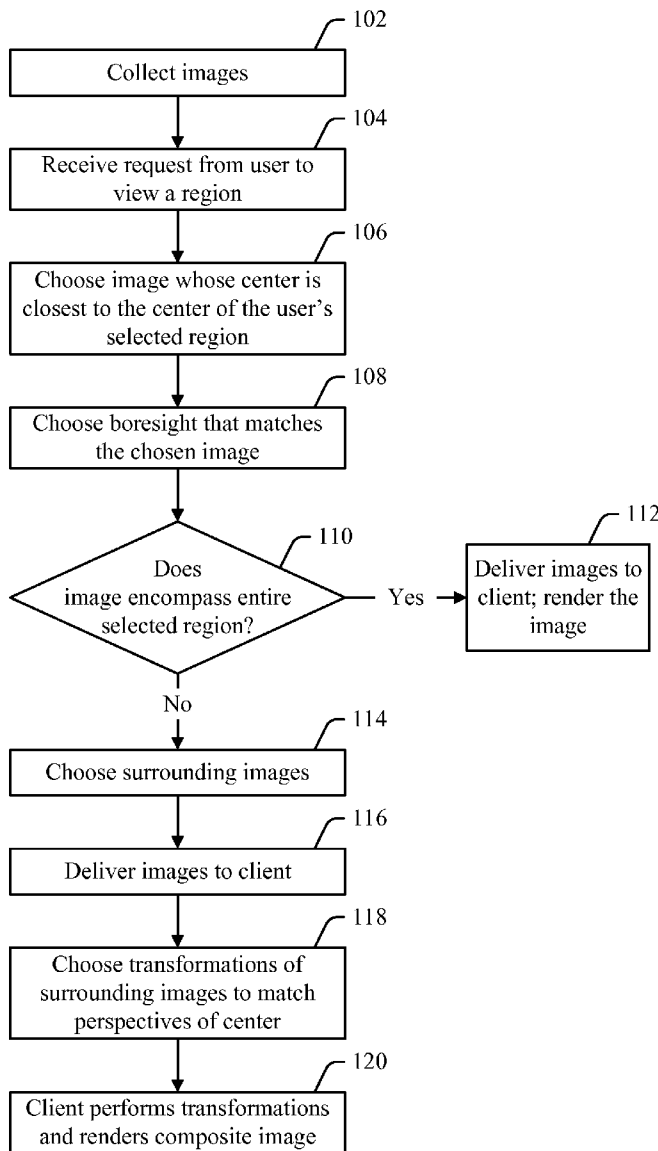 102
Collect images
104
Receive request from user to
view a region
106
Choose image whose center is
closest to the center of the user's
selected region
108
Choose boresight that matches
the chosen image
110
Does
image encompass entire
selected region?
Yes
112
Deliver images to
client; render the
image
No
114
Choose surrounding images
116
Deliver images to client
118
Choose transformations of
surrounding images to match
perspectives of center
120
Client performs transformations
and renders composite image